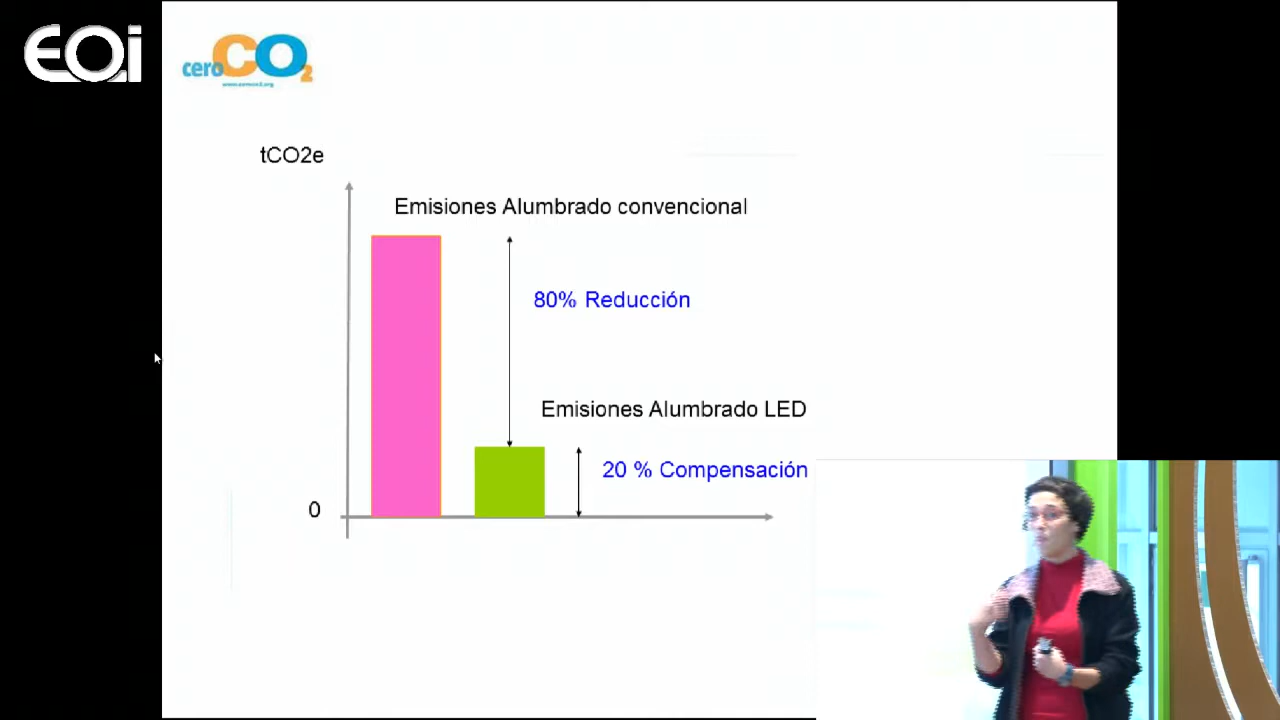 EOi
ceroCO2
tCO2e
Emisiones Alumbrado convencional
80% Reducción
Emisiones Alumbrado LED
20 % Compensación
0